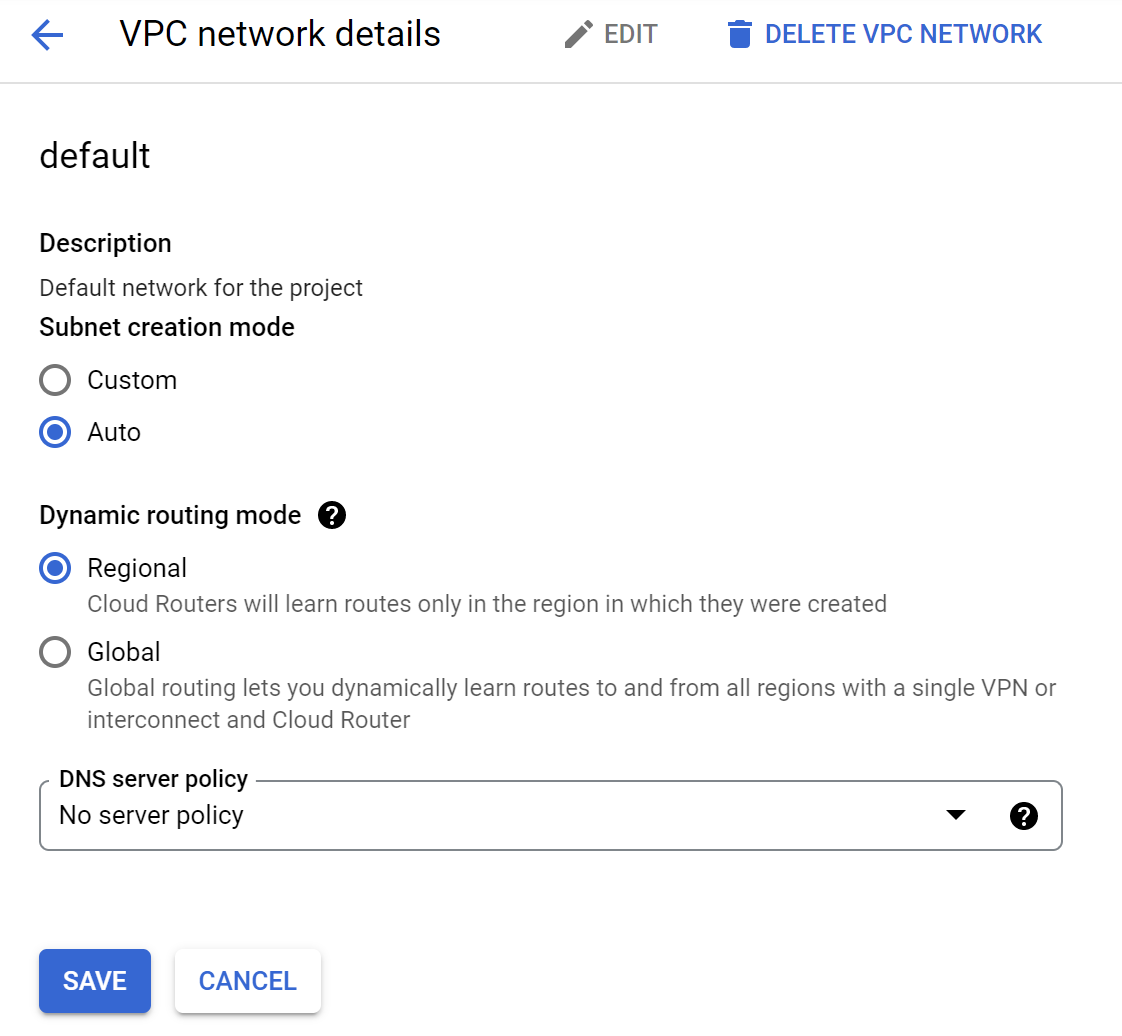 VPC network details
EDIT
DELETE VPC NETWORK
default
Description
Default network for the project
Subnet creation mode
Custom
Auto
Dynamic routing mode ?
Regional
Cloud Routers will learn routes only in the region in which they were created
Global
Global routing lets you dynamically learn routes to and from all regions with a single VPN or
interconnect and Cloud Router
DNS server policy
No server policy ?
SAVE
CANCEL